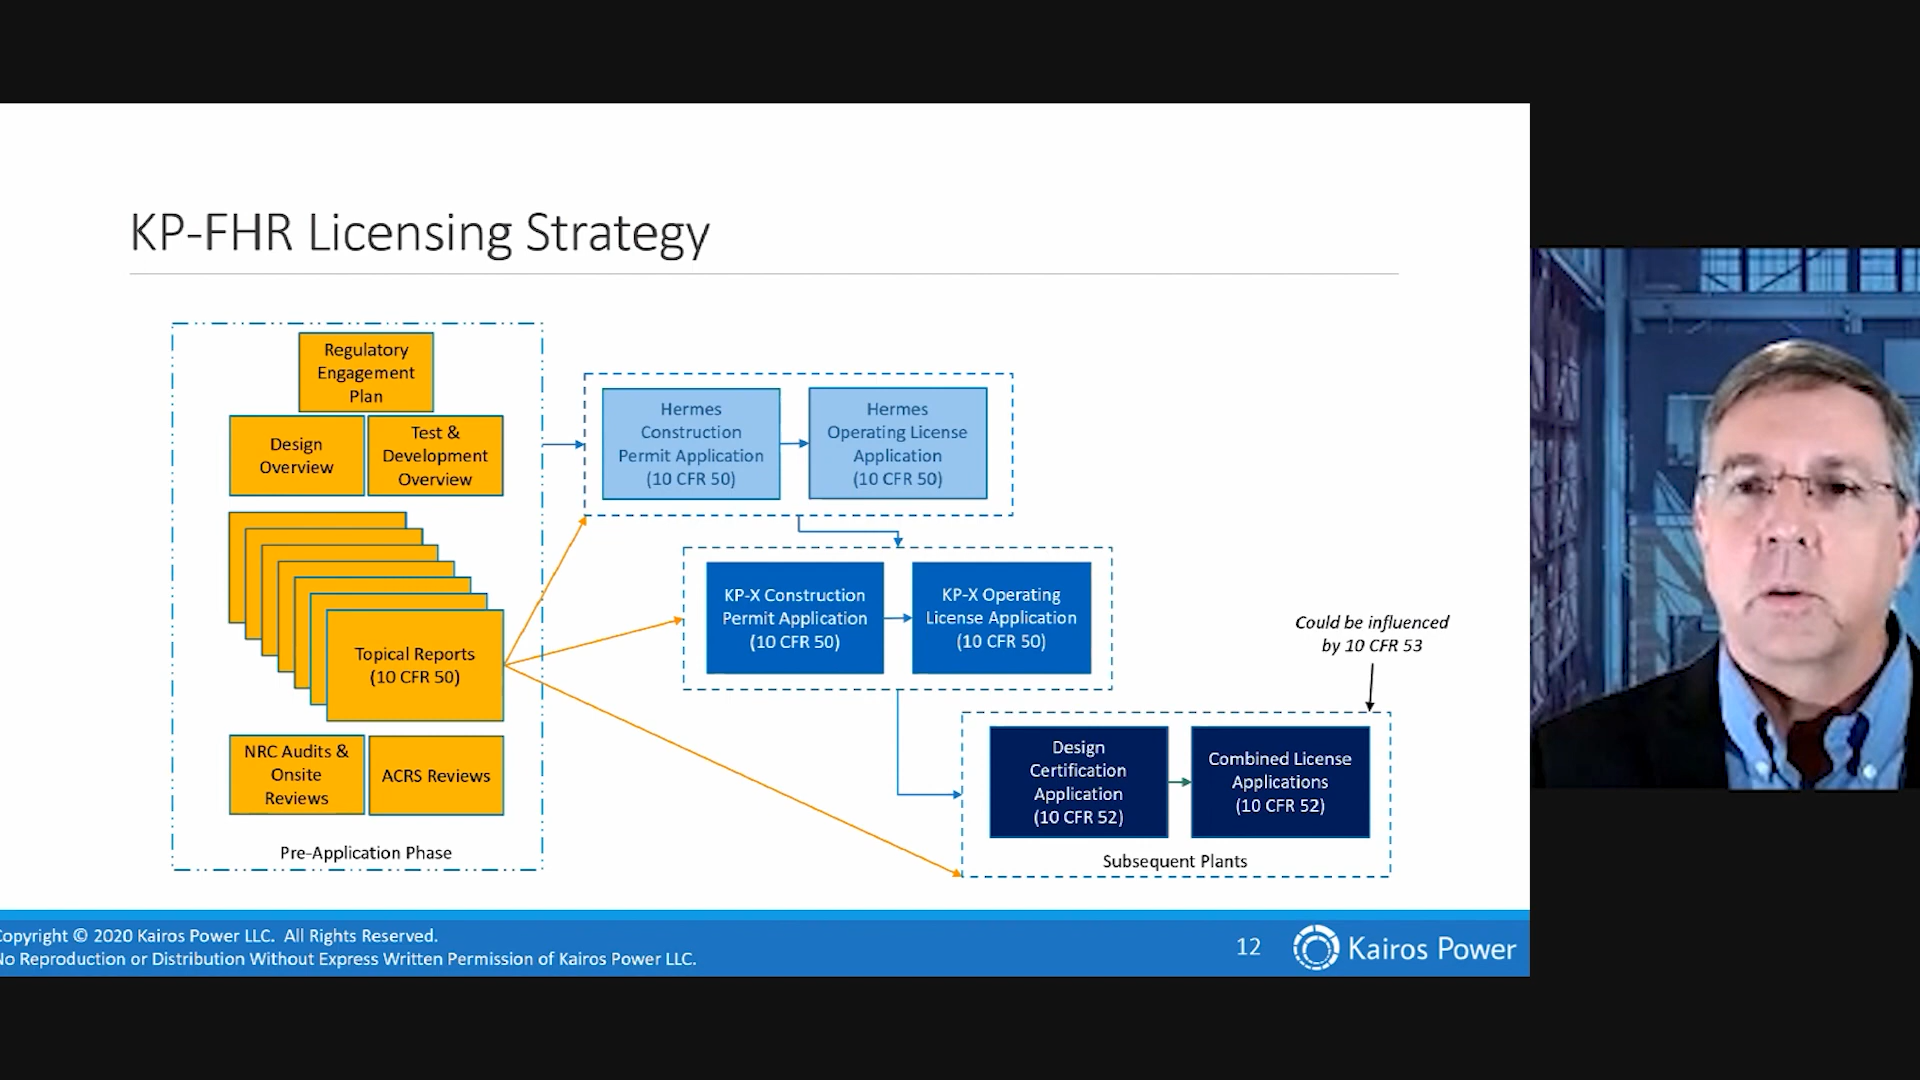 KP-FHR Licensing Strategy
Regulatory
Engagement
Plan
Design
Overview
Test &
Development
Overview
Topical Reports
(10 CFR 50)
NRC Audits &
Onsite
Reviews
ACRS Reviews
Pre-Application Phase
Hermes
Construction
Permit Application
(10 CFR 50)
Hermes
Operating License
Application
(10 CFR 50)
KP-X Construction
Permit Application
(10 CFR 50)
KP-X Operating
License Application
(10 CFR 50)
Could be influenced
by 10 CFR 53
Design
Certification
Application
(10 CFR 52)
Combined License
Applications
(10 CFR 52)
Subsequent Plants
Copyright © 2020 Kairos Power LLC. All Rights Reserved.
No Reproduction or Distribution Without Express Written Permission of Kairos Power LLC.
12
Kairos Power